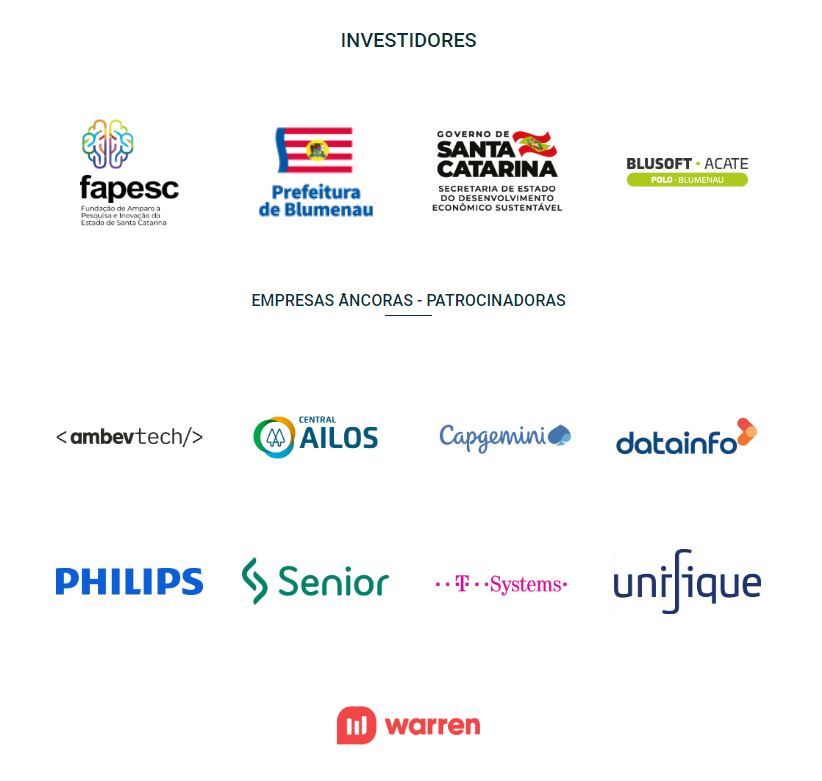 INVESTIDORES
fapesc
Fundação de Amparo à
Pesquisa e Inovação do
Estado de Santa Catarina
Prefeitura
de Blumenau
GOVERNO DE
SANTA
CATARINA
SECRETARIA DE ESTADO
DO DESENVOLVIMENTO
ECONÔMICO SUSTENTÁVEL
BLUSOFT • ACATE
POLO • BLUMENAU
EMPRESAS ÂNCORAS - PATROCINADORAS
<ambevtech/>
CENTRAL
AILOS
Capgemini
datainfo
PHILIPS
Senior
··T··Systems·
unifique
warren